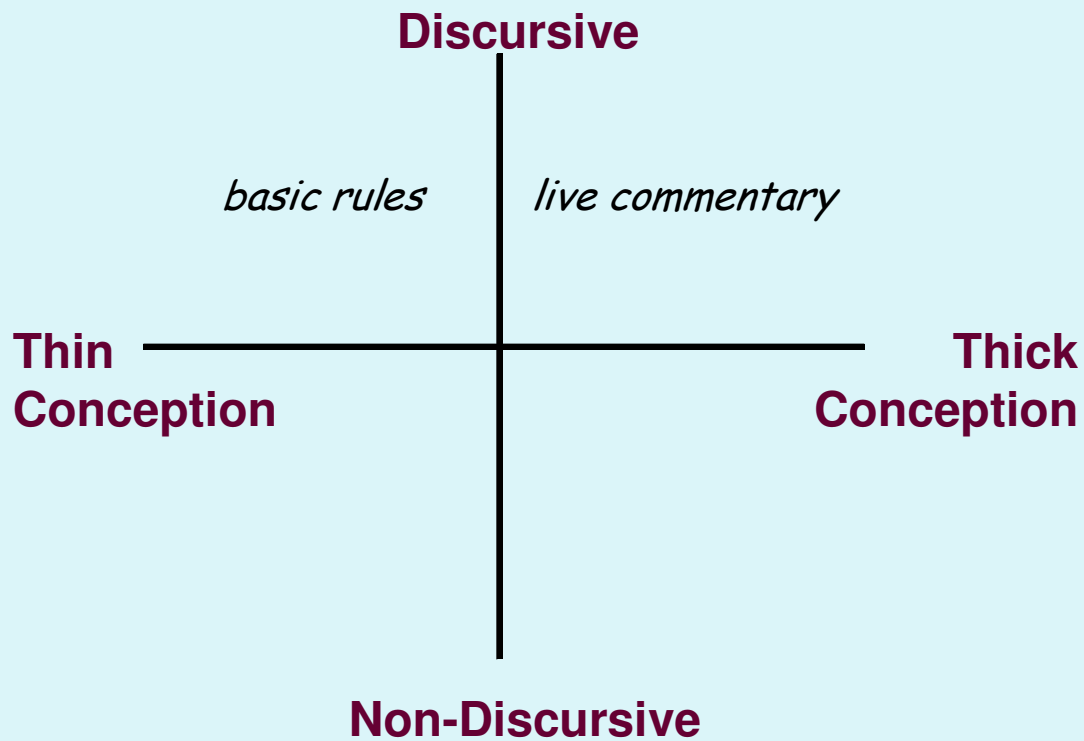 Discursive
basic rules
live commentary
Thin
Conception
Thick
Conception
Non-Discursive